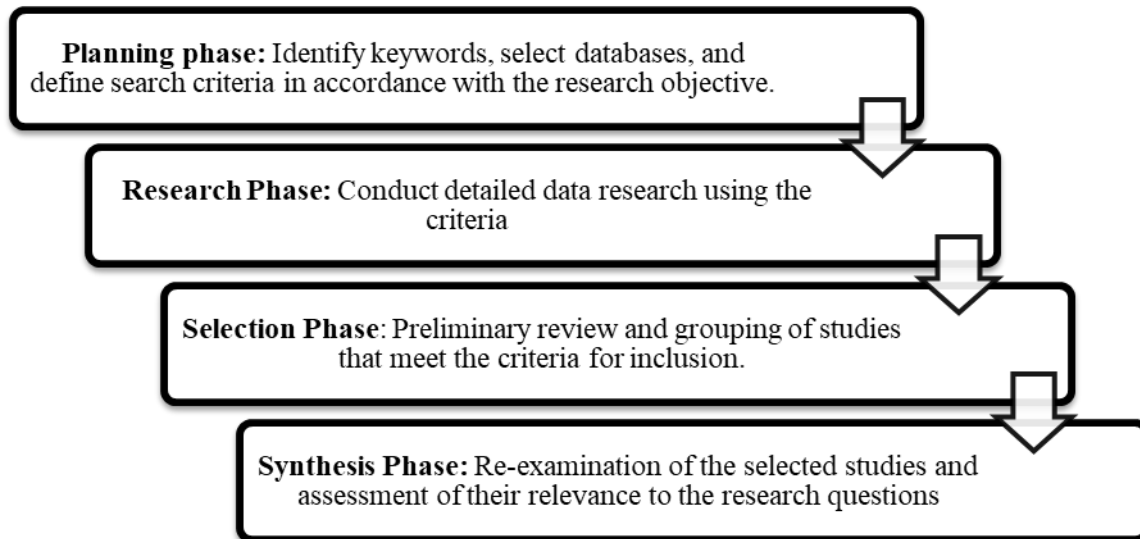 Planning phase: Identify keywords, select databases, and
define search criteria in accordance with the research objective.
Research Phase: Conduct detailed data research using the
criteria
Selection Phase: Preliminary review and grouping of studies
that meet the criteria for inclusion.
Synthesis Phase: Re-examination of the selected studies and
assessment of their relevance to the research questions